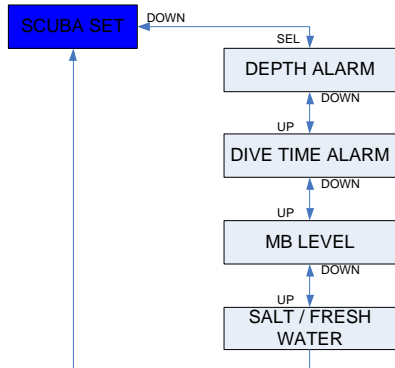 SCUBA SET
DOWN
SEL
DEPTH ALARM
DOWN
UP
DIVE TIME ALARM
DOWN
UP
MB LEVEL
DOWN
UP
SALT / FRESH
WATER